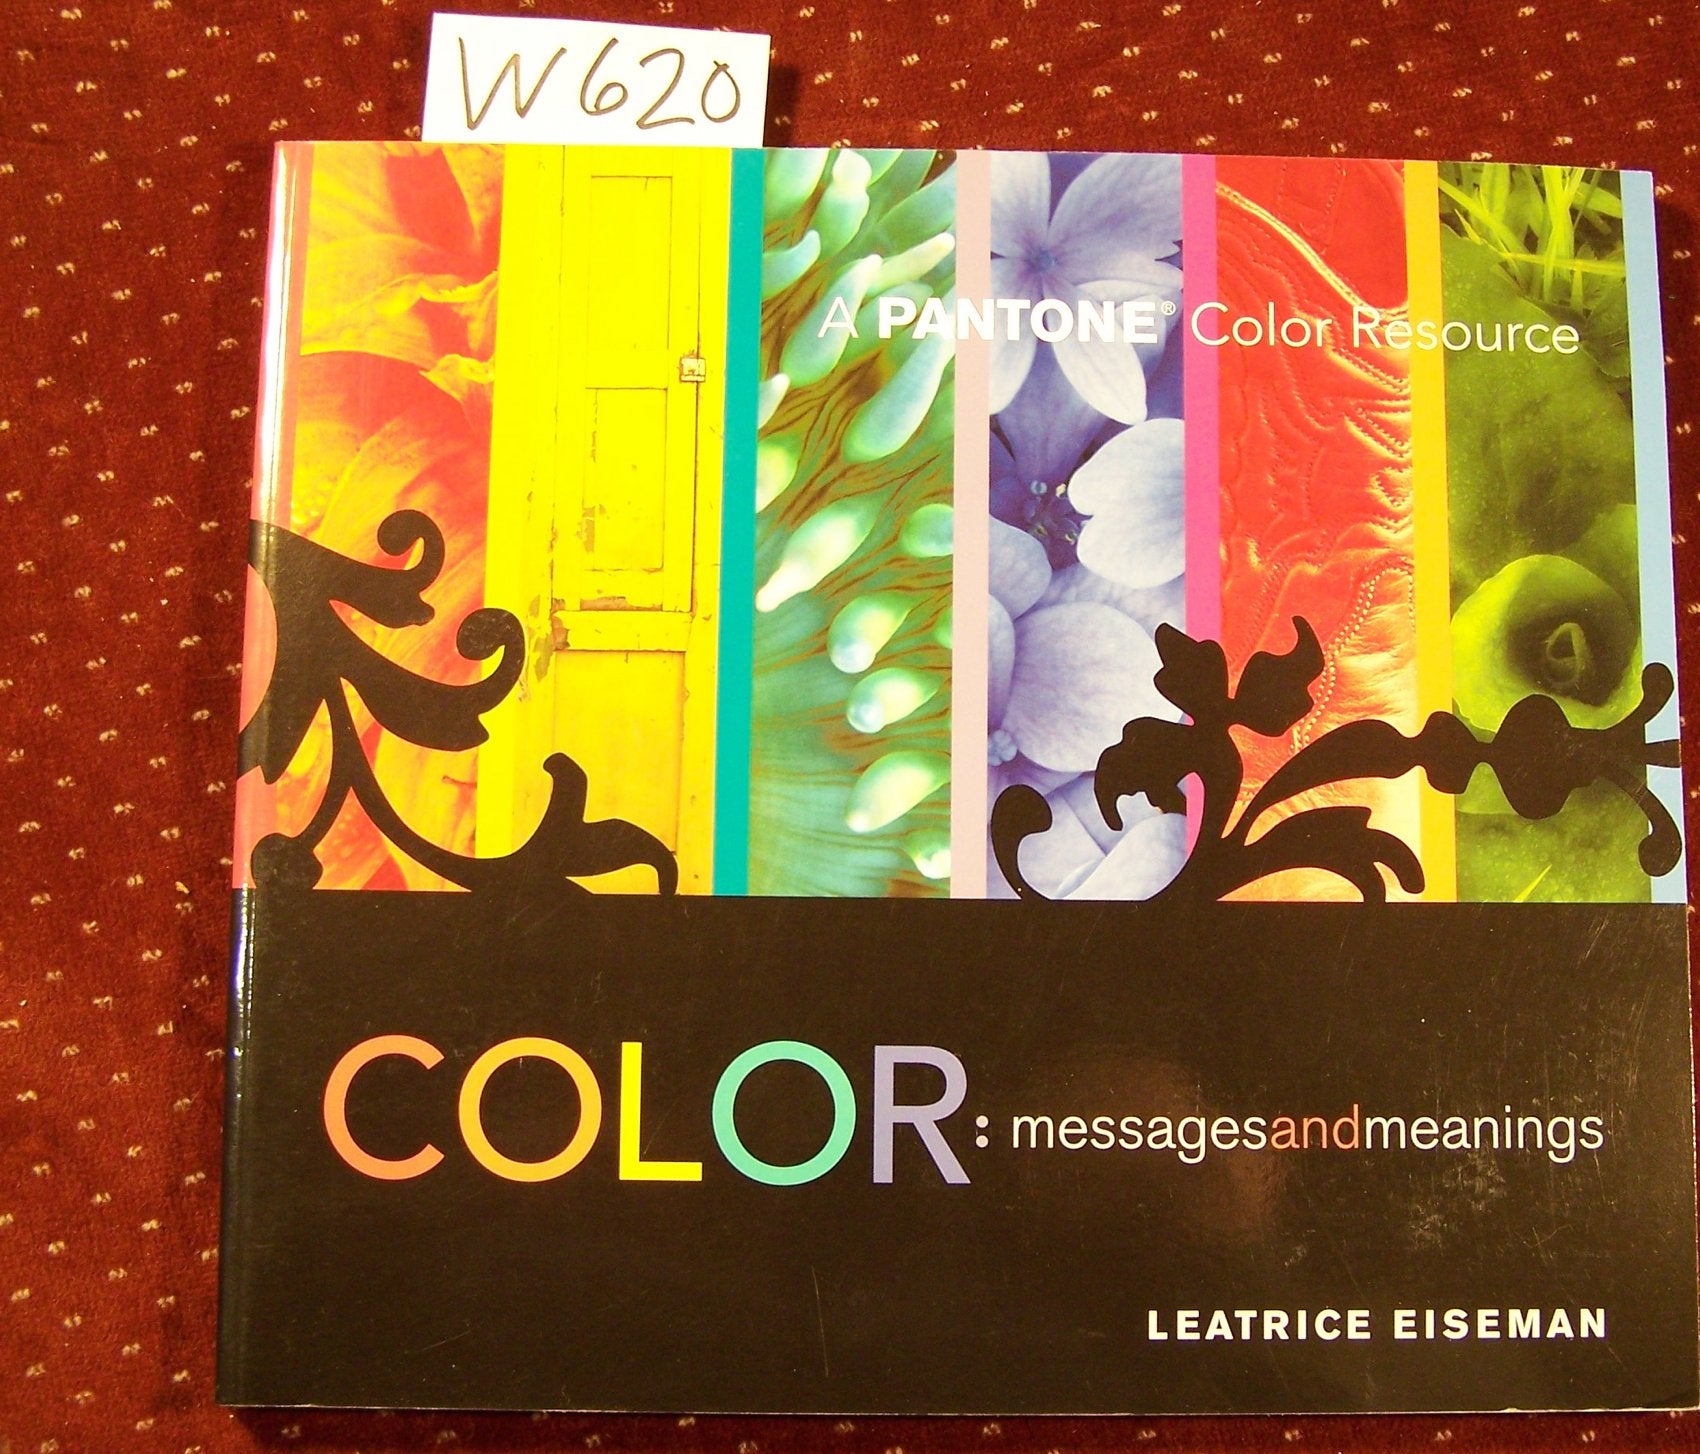 W620
A PANTONE® Color Resource
COLOR: messagesandmeanings
LEATRICE EISEMAN